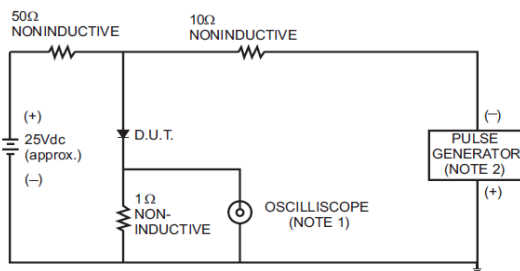 50Ω
NONINDUCTIVE
10Ω
NONINDUCTIVE
(+)
25Vdc
(approx.)
(—)
D.U.T.
1Ω
NON-
INDUCTIVE
OSCILLISCOPE
(NOTE 1)
(—)
PULSE
GENERATOR
(NOTE 2)
(+)